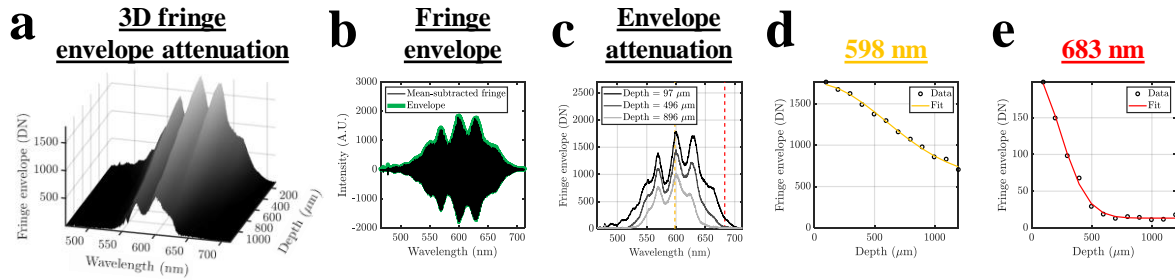 a
3D fringe
envelope attenuation
Fringe envelope (DN)
1500
1000
500
500
550
600
650
700
Wavelength (nm)
200
400
600
800
1000
Depth (μm)
b
Fringe
envelope
Mean-subtracted fringe
Envelope
Intensity (A.U.)
3000
2000
1000
0
-1000
-2000
500
600
700
Wavelength (nm)
c
Envelope
attenuation
Depth = 97 μm
Depth = 496 μm
Depth = 896 μm
Fringe envelope (DN)
2500
2000
1500
1000
500
0
500
550
600
650
700
Wavelength (nm)
d
598 nm
Data
Fit
Fringe envelope (DN)
1500
1000
500
0
0
500
1000
Depth (μm)
e
683 nm
Data
Fit
Fringe envelope (DN)
150
100
50
0
0
500
1000
Depth (μm)